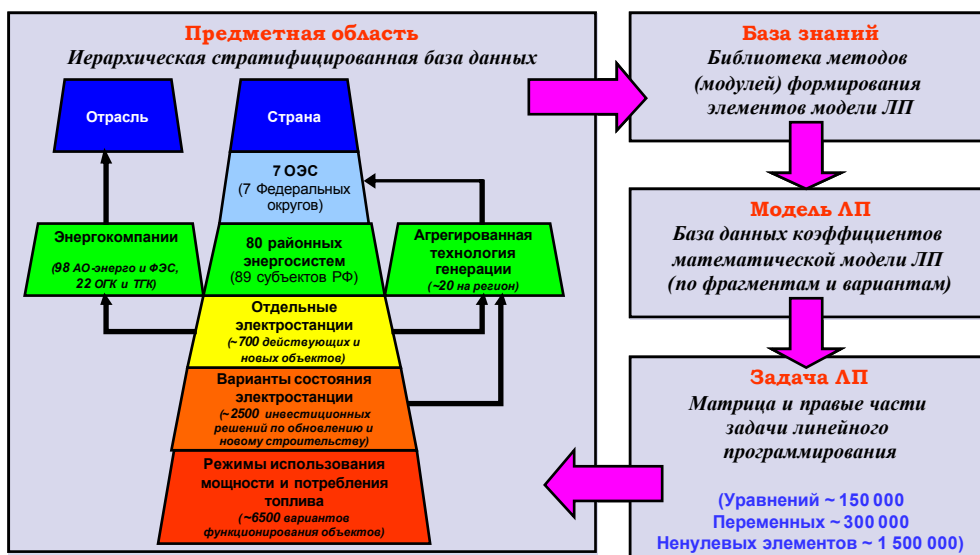 Предметная область
Иерархическая стратифицированная база данных
Отрасль
Страна
7 ОЭС
(7 Федеральных
округов)
Энергокомпании
(98 АО-энерго и ФЭС,
22 ОГК и ТГК)
80 районных
энергосистем
(89 субъектов РФ)
Агрегированная
технология
генерации
(~20 на регион)
Отдельные
электростанции
(~700 действующих и
новых объектов)
Варианты состояния
электростанции
(~2500 инвестиционных
решений по обновлению и
новому строительству)
Режимы использования
мощности и потребления
топлива
(~6500 вариантов
функционирования объектов)
База знаний
Библиотека методов
(модулей) формирования
элементов модели ЛП
Модель ЛП
База данных коэффициентов
математической модели ЛП
(по фрагментам и вариантам)
Задача ЛП
Матрица и правые части
задачи линейного
программирования
(Уравнений ~ 150 000
Переменных ~ 300 000
Ненулевых элементов ~ 1 500 000)